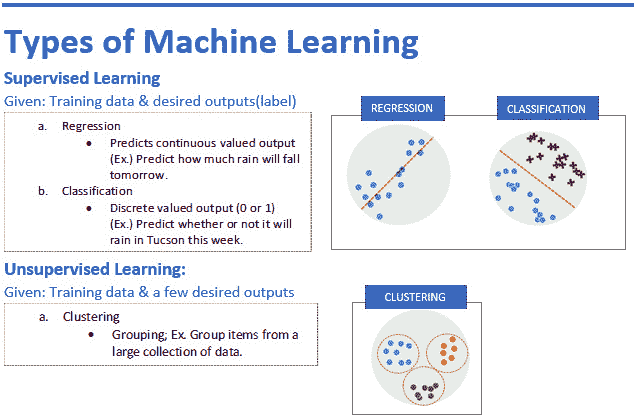 Types of Machine Learning
Supervised Learning
Given: Training data & desired outputs(label)
a. Regression
• Predicts continuous valued output
(Ex.) Predict how much rain will fall
tomorrow.
b. Classification
• Discrete valued output (0 or 1)
(Ex.) Predict whether or not it will
rain in Tucson this week.
REGRESSION
CLASSIFICATION
Unsupervised Learning:
Given: Training data & a few desired outputs
a. Clustering
• Grouping; Ex. Group items from a
large collection of data.
CLUSTERING